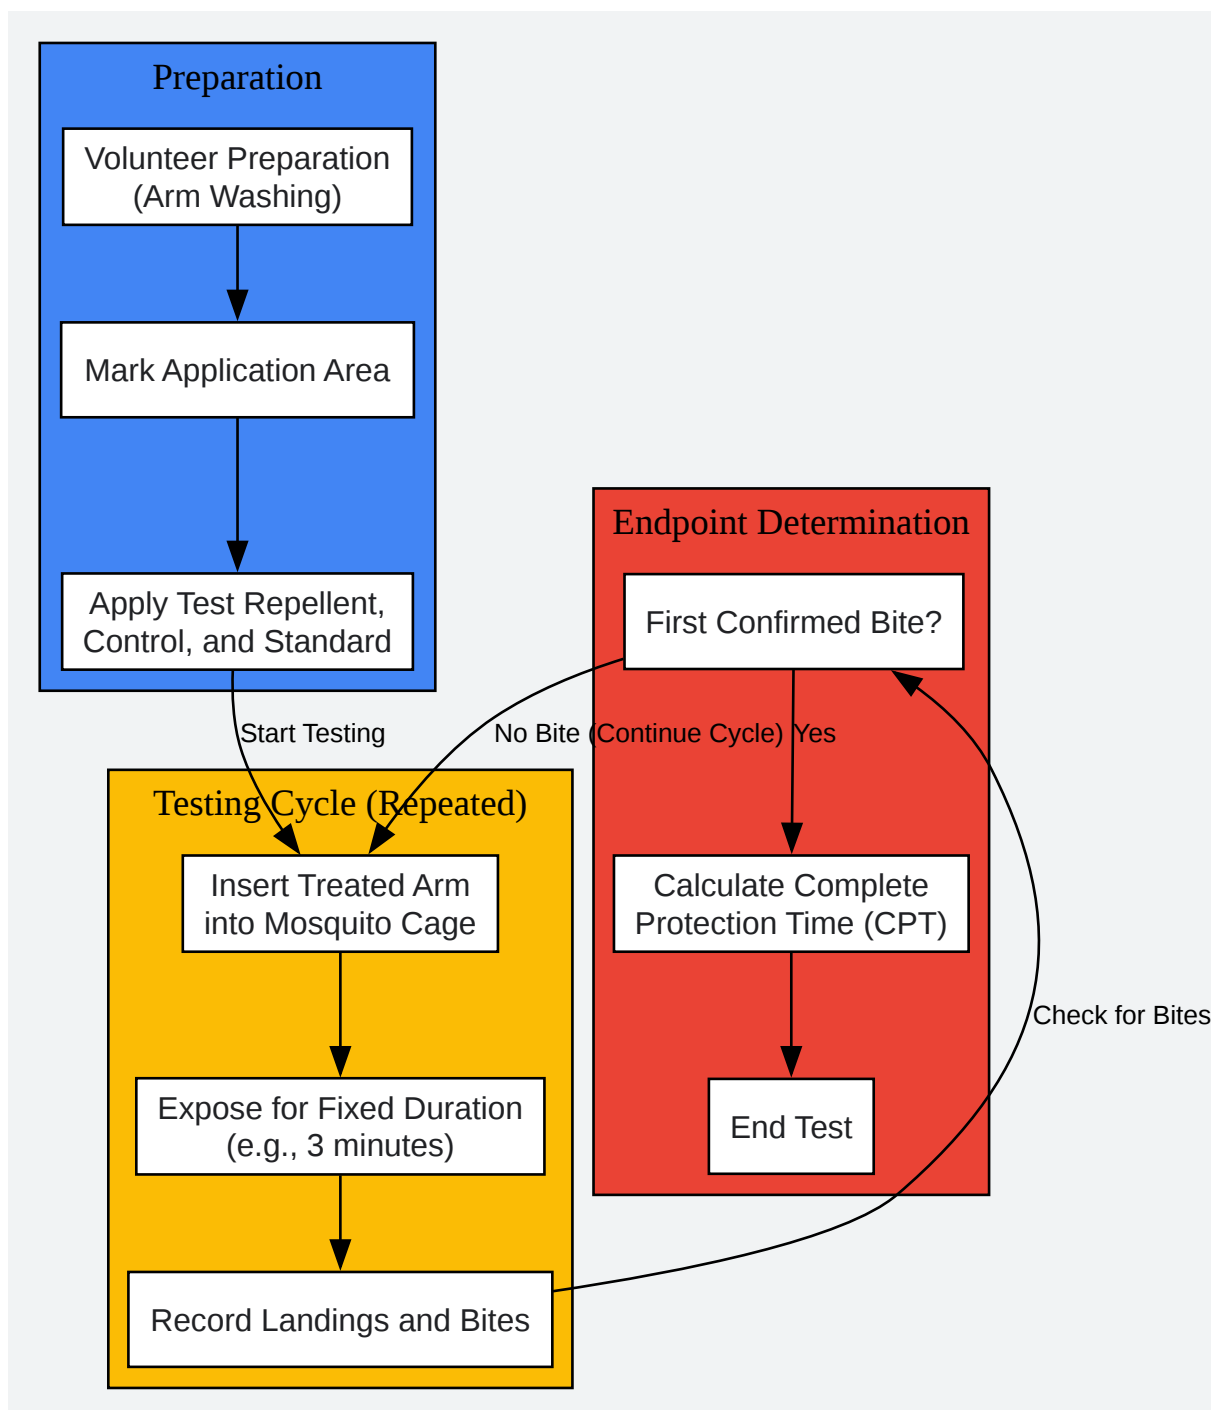 Preparation
Volunteer Preparation
(Arm Washing)
Mark Application Area
Apply Test Repellent,
Control, and Standard
Start Testing
Testing Cycle (Repeated)
Insert Treated Arm
into Mosquito Cage
Expose for Fixed Duration
(e.g., 3 minutes)
Record Landings and Bites
Check for Bites
Endpoint Determination
First Confirmed Bite?
No Bite (Continue Cycle)
Yes
Calculate Complete
Protection Time (CPT)
End Test